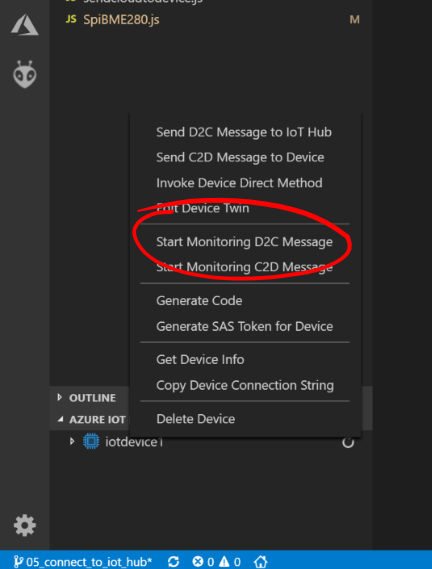 sendcloudtodevice.js
JS SpiBME280.js M
Send D2C Message to IoT Hub
Send C2D Message to Device
Invoke Device Direct Method
Edit Device Twin
Start Monitoring D2C Message
Start Monitoring C2D Message
Generate Code
Generate SAS Token for Device
Get Device Info
Copy Device Connection String
OUTLINE
AZURE IOT
Delete Device
iotdevice1
05_connect_to_iot_hub* 0 0